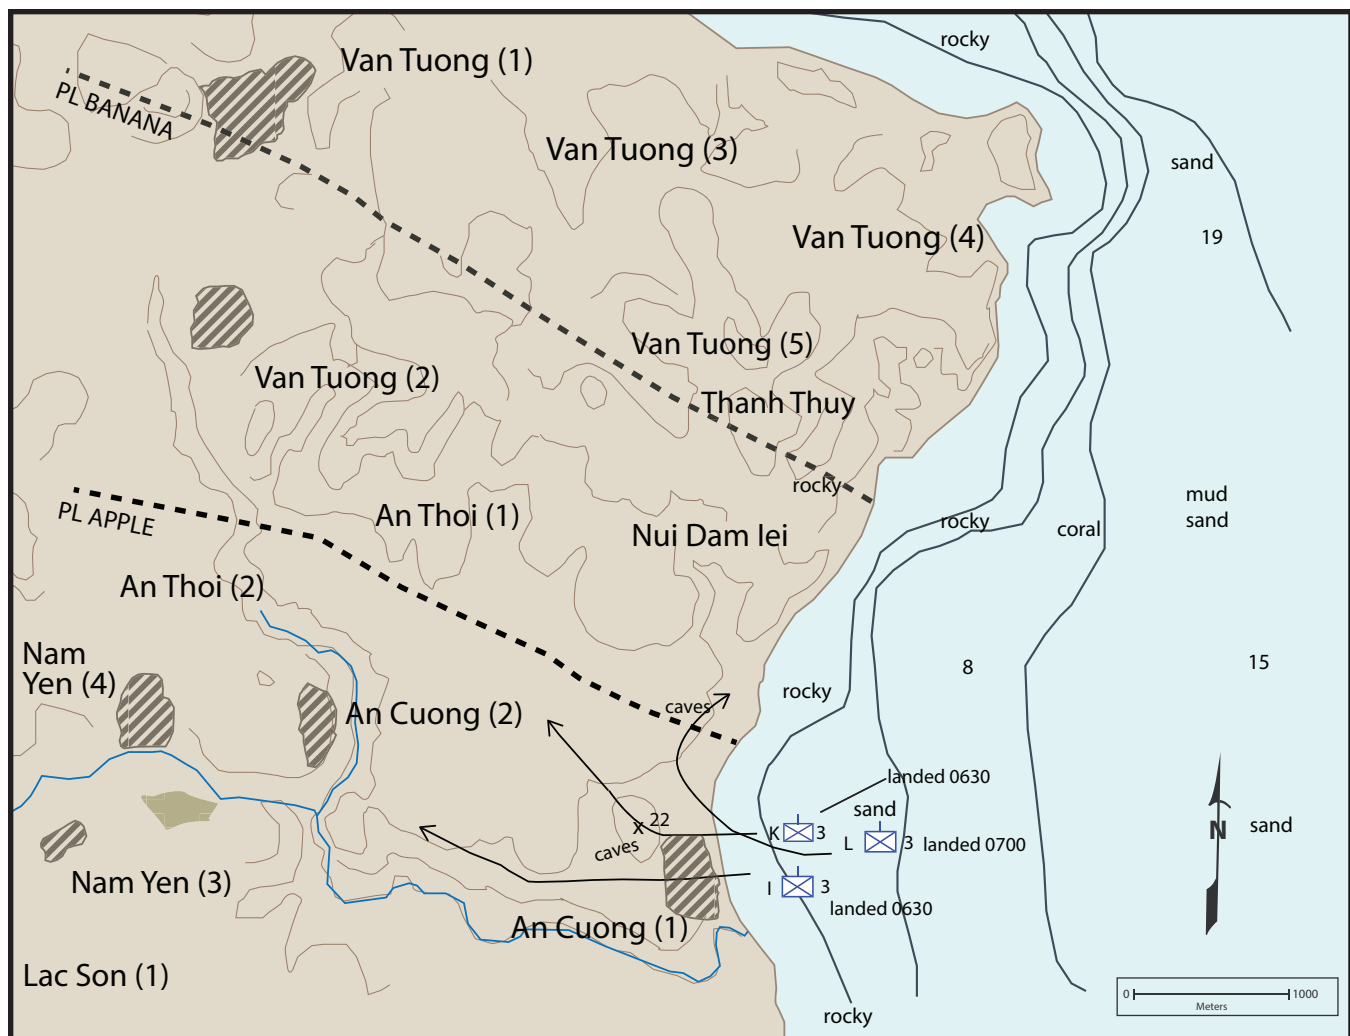 rocky
Van Tuong (1)
PL BANANA
Van Tuong (3)
sand
Van Tuong (4)
19
Van Tuong (5)
Van Tuong (2)
Thanh Thuy
rocky
mud
sand
PL APPLE
An Thoi (1)
rocky
coral
Nui Dam Iei
An Thoi (2)
Nam
Yen (4)
8
15
rocky
caves
An Cuong (2)
landed 0630
sand
x 22
K 3
L 3 landed 0700
N
sand
caves
Nam Yen (3)
I 3
landed 0630
An Cuong (1)
Lac Son (1)
0 1000
Meters
rocky